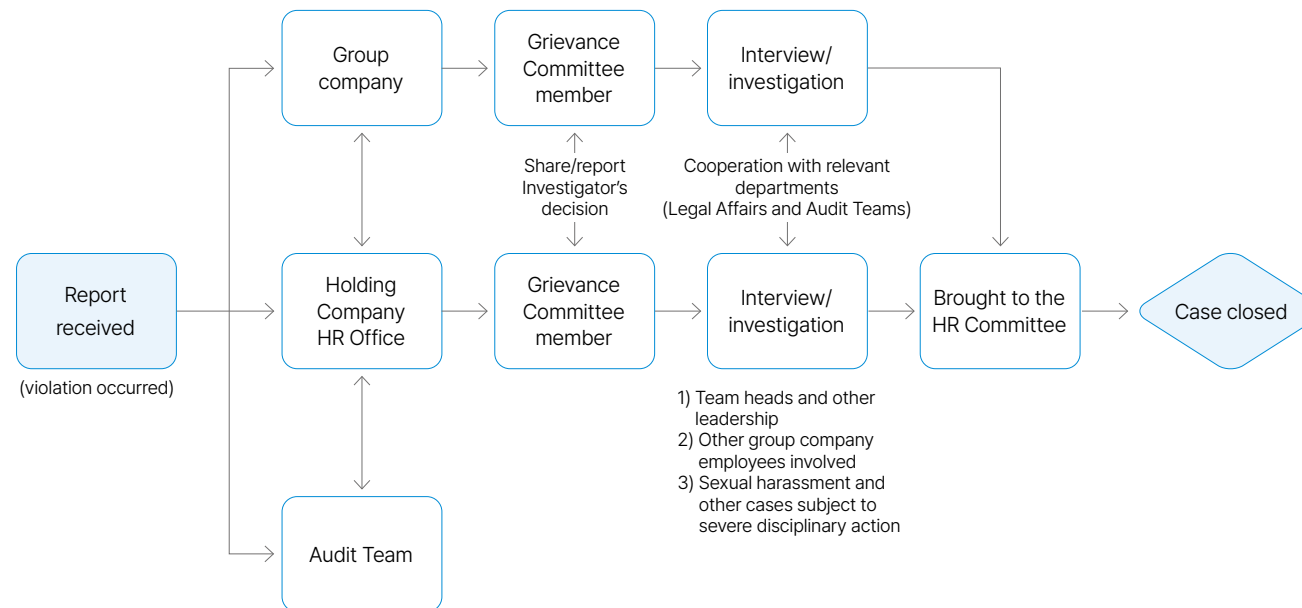 Group
company
Grievance
Committee
member
Interview/
investigation
Share/report
Investigator’s
decision
Cooperation with relevant
departments
(Legal Affairs and Audit Teams)
Report
received
(violation occurred)
Holding
Company
HR Office
Grievance
Committee
member
Interview/
investigation
Brought to the
HR Committee
Case closed
1) Team heads and other
leadership
2) Other group company
employees involved
3) Sexual harassment and
other cases subject to
severe disciplinary action
Audit Team